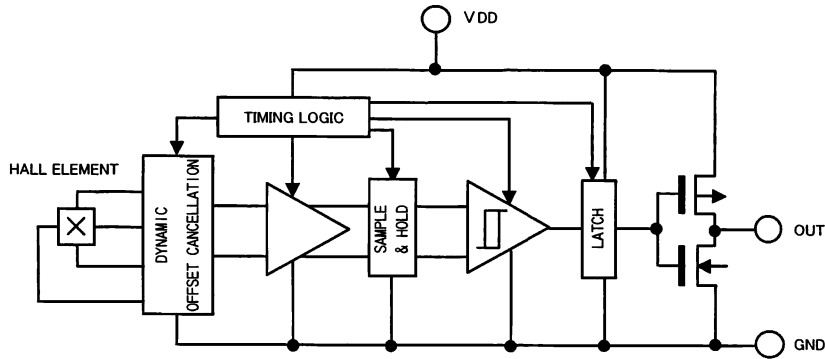 VDD
TIMING LOGIC
HALL ELEMENT
DYNAMIC
OFFSET CANCELLATION
SAMPLE
& HOLD
LATCH
OUT
GND